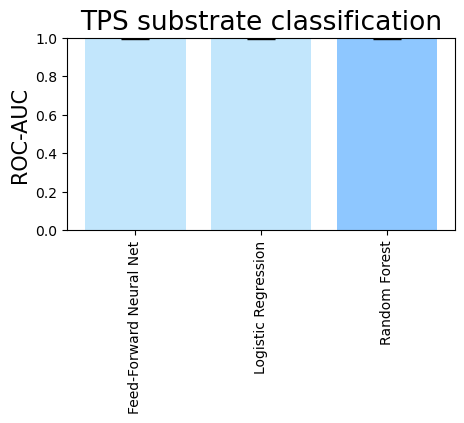 TPS substrate classification
ROC-AUC
1.0
0.8
0.6
0.4
0.2
0.0
Feed-Forward Neural Net
Logistic Regression
Random Forest